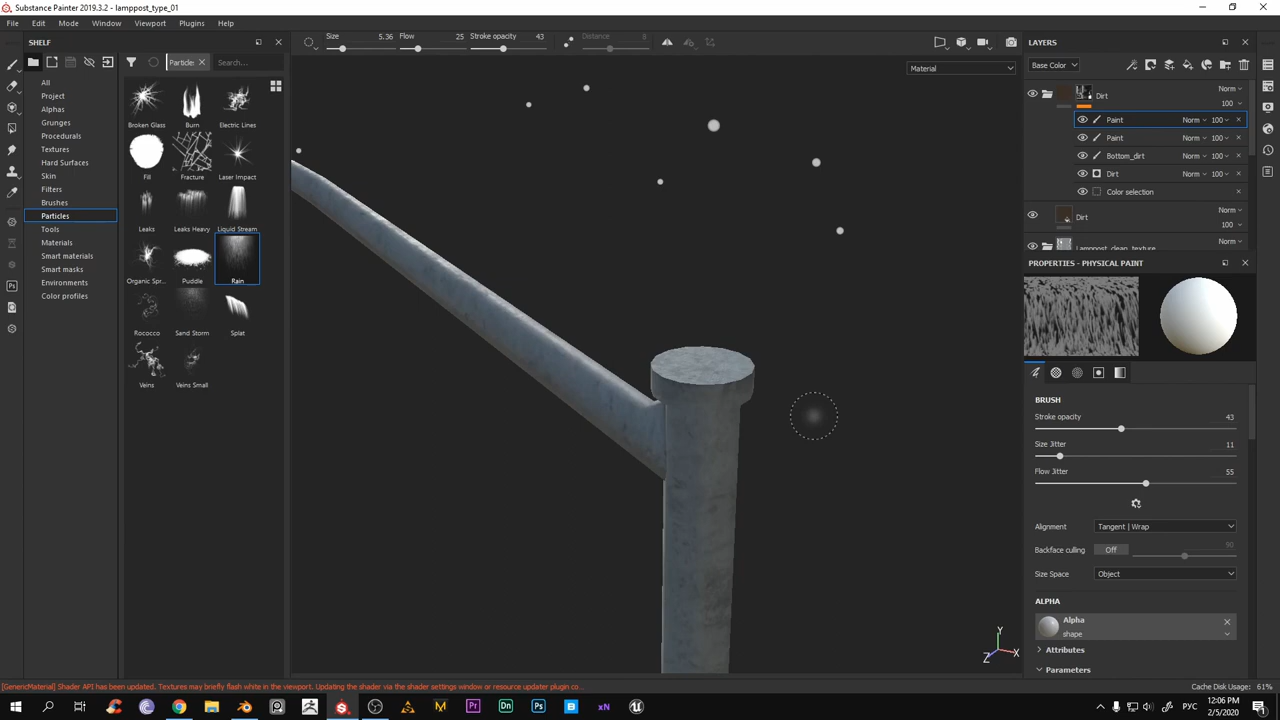 Substance Painter 2019.3.2 - lamppost_type_01
File Edit Mode Window Viewport Plugins Help
SHELF
Size 5.36 Flow 25 Stroke opacity 43 Distance 8
Particle Search...
Material
All
Project
Alphas
Grunges
Procedurals
Textures
Hard Surfaces
Skin
Filters
Brushes
Particles
Tools
Materials
Smart materials
Smart masks
Environments
Color profiles
Broken Glass Burn Electric Lines
Fill Fracture Laser Impact
Leaks Leaks Heavy Liquid Stream
Organic Spr... Puddle Rain
Rococco Sand Storm Splat
Veins Veins Small
Y
Z X
LAYERS
Base Color
Dirt Norm
100
Paint Norm 100
Paint Norm 100
Bottom_dirt Norm 100
Dirt Norm 100
Color selection
Dirt Norm
100
Lamppost_clean_texture Norm
PROPERTIES - PHYSICAL PAINT
BRUSH
Stroke opacity 43
Size Jitter 11
Flow Jitter 55
Alignment Tangent | Wrap
Backface culling Off 90
Size Space Object
ALPHA
Alpha
shape
Attributes
Parameters
[GenericMaterial] Shader API has been updated. Textures may briefly flash white in the viewport. Updating the shader via the shader settings window or resource updater plugin co ...
Cache Disk Usage: 61%
Pr Dn Ps xN
РУС
12:06 PM
2/5/2020